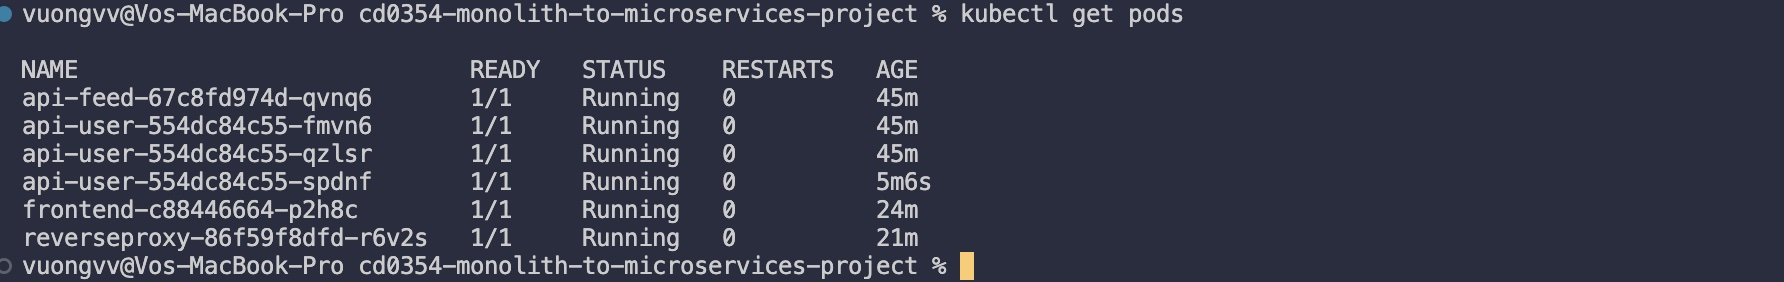 vuongvv@Vos-MacBook-Pro cd0354-monolith-to-microservices-project % kubectl get pods
NAME READY STATUS RESTARTS AGE
api-feed-67c8fd974d-qvnq6 1/1 Running 0 45m
api-user-554dc84c55-fmvn6 1/1 Running 0 45m
api-user-554dc84c55-qzlsr 1/1 Running 0 45m
api-user-554dc84c55-spdnf 1/1 Running 0 5m6s
frontend-c88446664-p2h8c 1/1 Running 0 24m
reverseproxy-86f59f8dfd-r6v2s 1/1 Running 0 21m
vuongvv@Vos-MacBook-Pro cd0354-monolith-to-microservices-project %